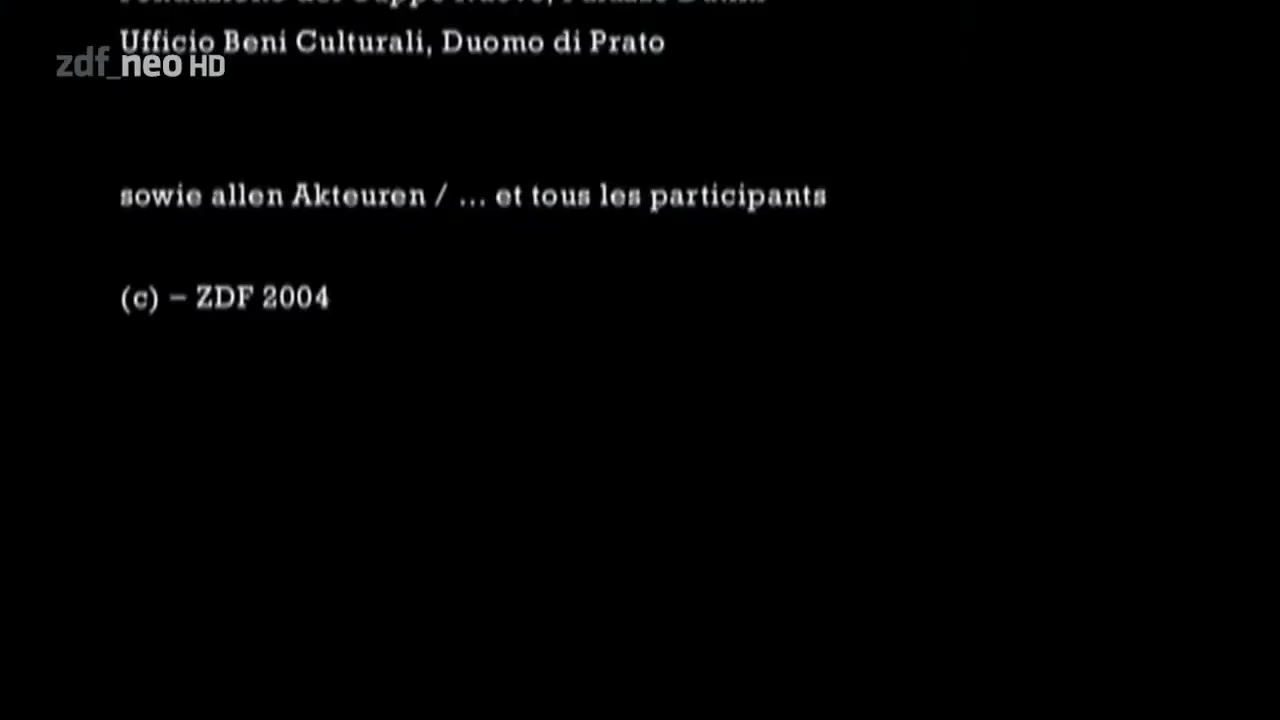 Ufficio Beni Culturali, Duomo di Prato
zdf_neo HD
sowie allen Akteuren / ... et tous les participants
(c) – ZDF 2004